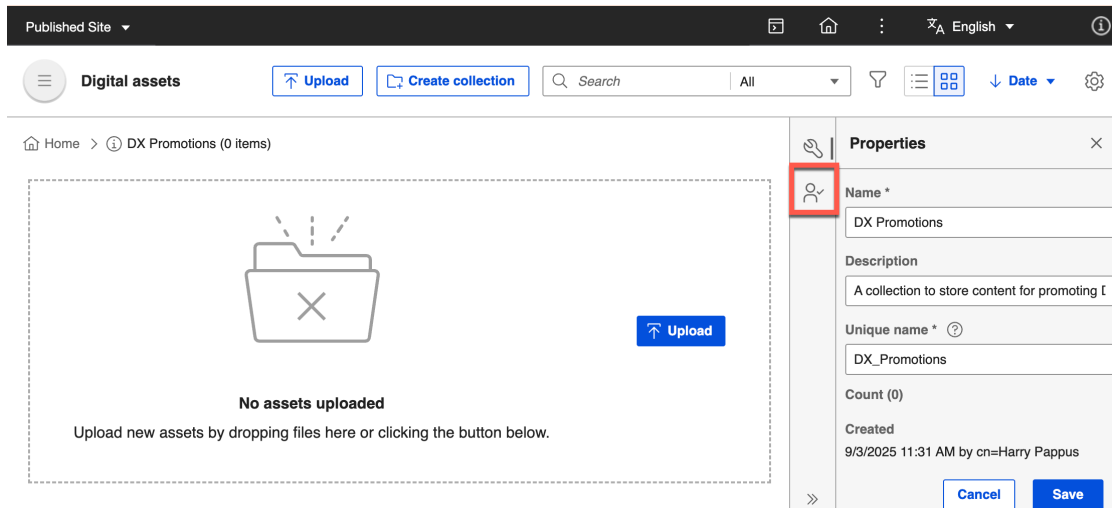 Published Site
English
Digital assets
Upload
Create collection
Search
All
Date
Home > DX Promotions (0 items)
No assets uploaded
Upload new assets by dropping files here or clicking the button below.
Upload
Properties
Name *
DX Promotions
Description
A collection to store content for promoting
Unique name *
DX_Promotions
Count (0)
Created
9/3/2025 11:31 AM by cn=Harry Pappus
Cancel
Save